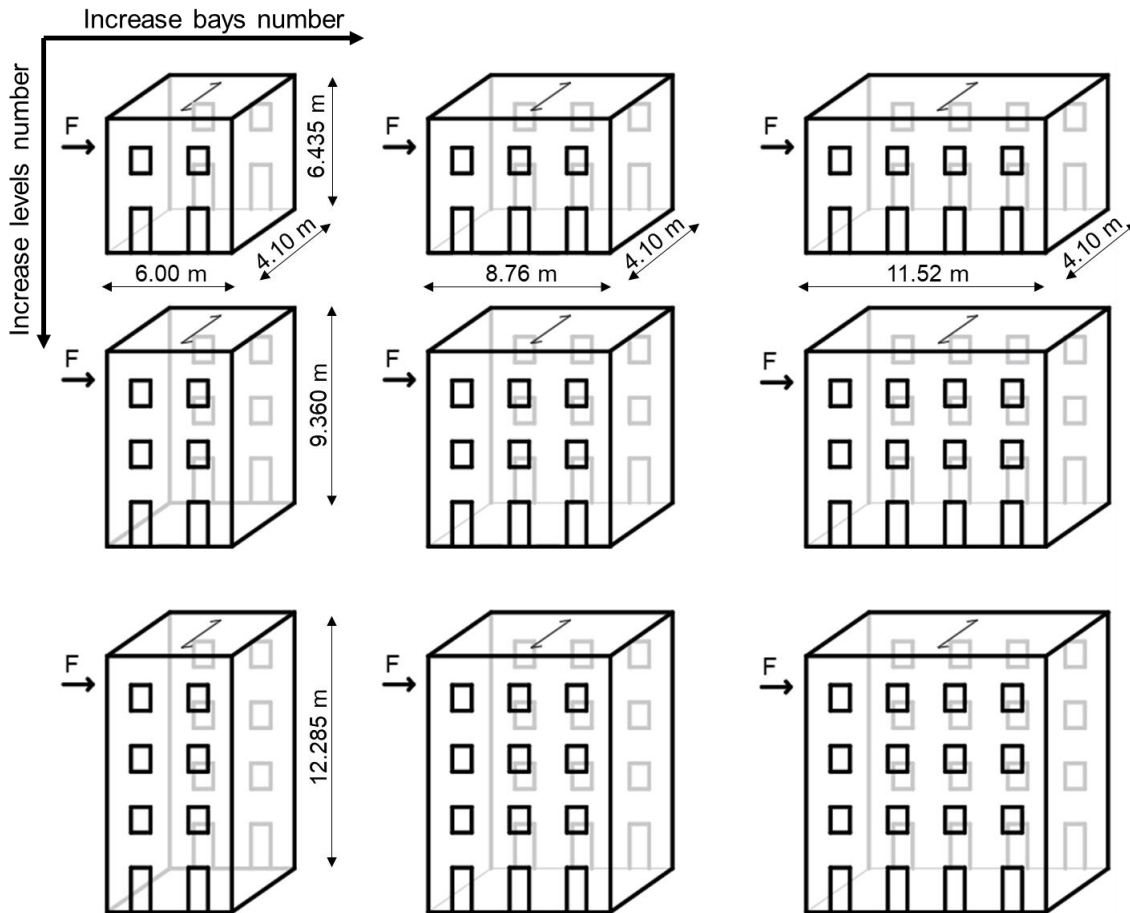 Increase bays number
Increase levels number
F
6.435 m
4.10 m
6.00 m
F
4.10 m
8.76 m
F
4.10 m
11.52 m
F
9.360 m
F
F
F
12.285 m
F
F